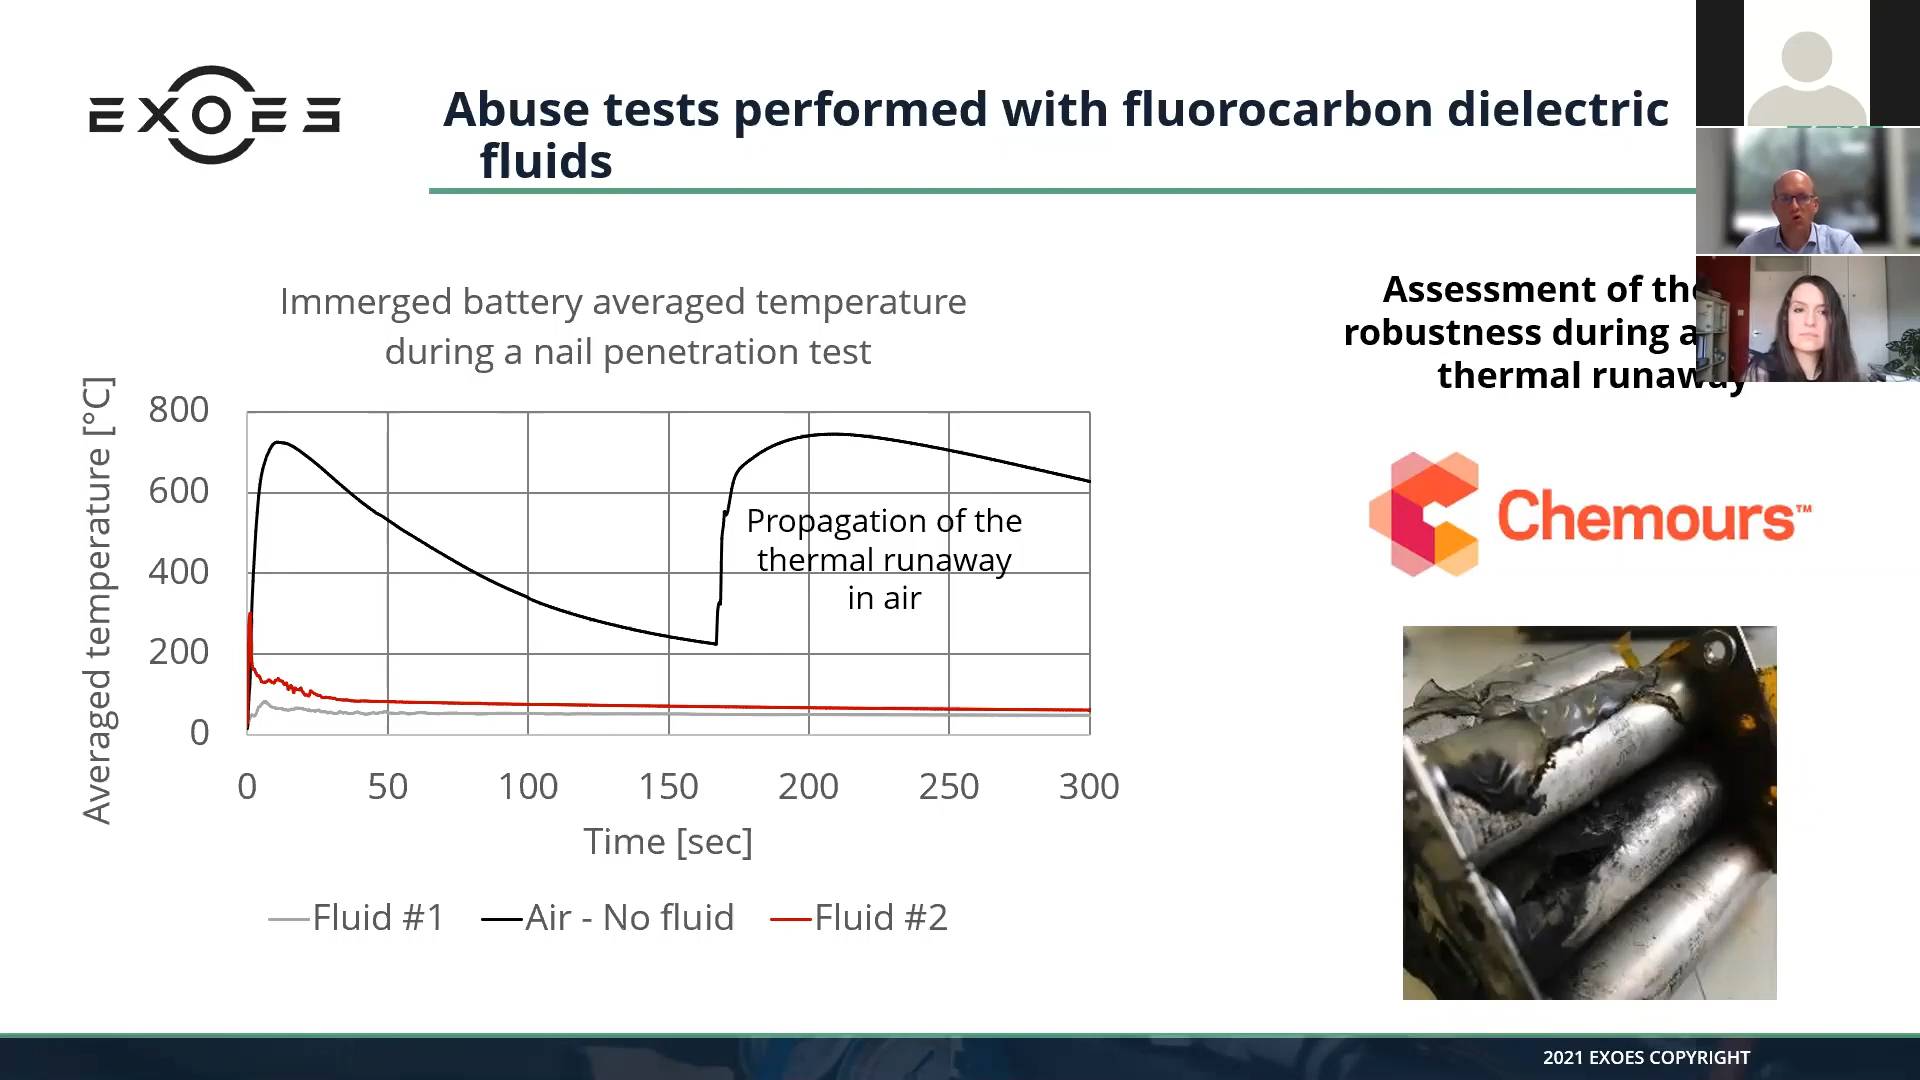 EXOES
Abuse tests performed with fluorocarbon dielectric
fluids
Immerged battery averaged temperature
during a nail penetration test
Averaged temperature [°C]
800
600
400
200
0
Propagation of the
thermal runaway
in air
0 50 100 150 200 250 300
Time [sec]
Fluid #1 Air - No fluid Fluid #2
Assessment of the
robustness during a
thermal runaway
Chemours™
2021 EXOES COPYRIGHT